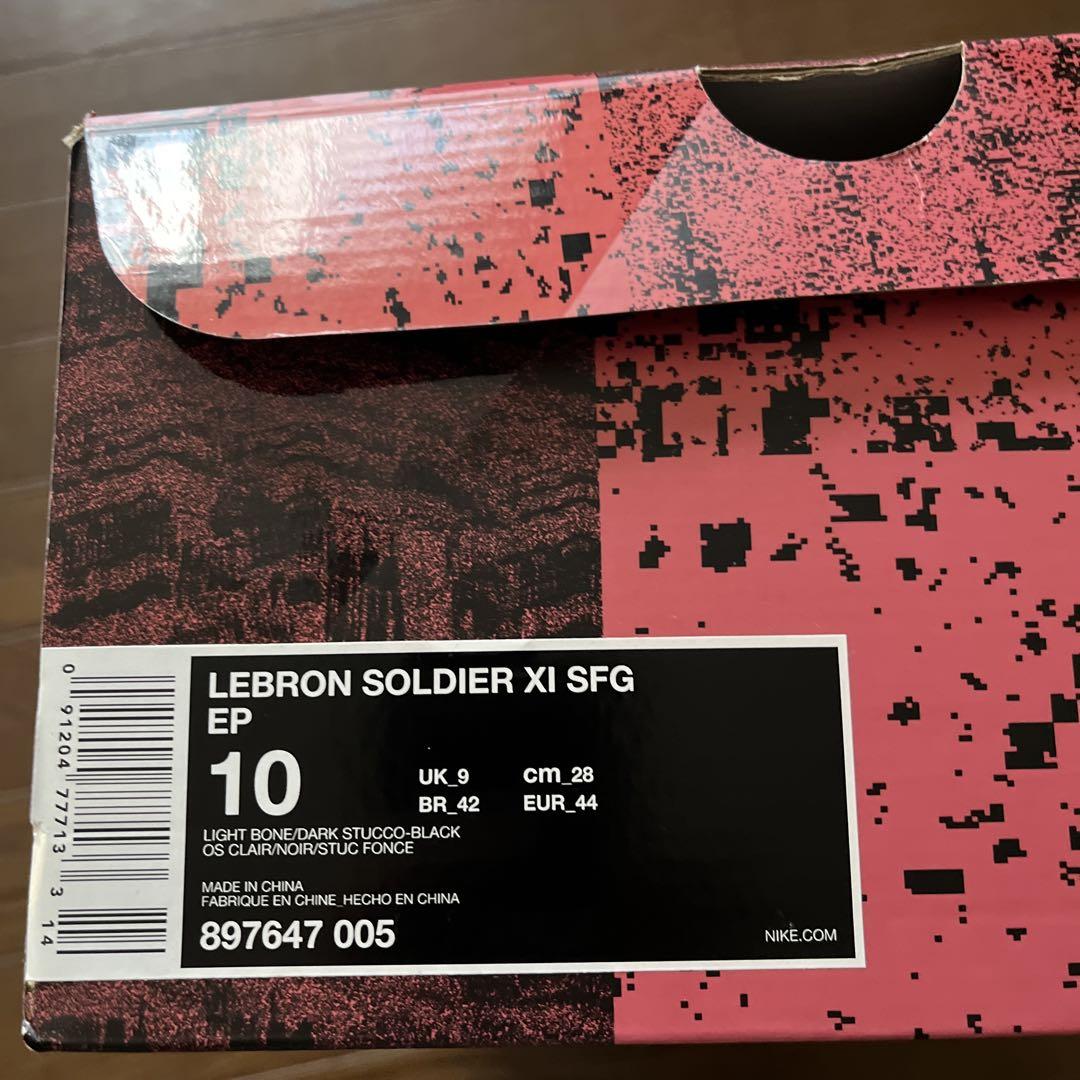 LEBRON SOLDIER XI SFG
EP
10
UK_9 cm_28
BR_42 EUR_44
LIGHT BONE/DARK STUCCO-BLACK
OS CLAIR/NOIR/STUC FONCE
MADE IN CHINA
FABRIQUE EN CHINE_HECHO EN CHINA
897647 005
NIKE.COM
0 91204 77713 3 14